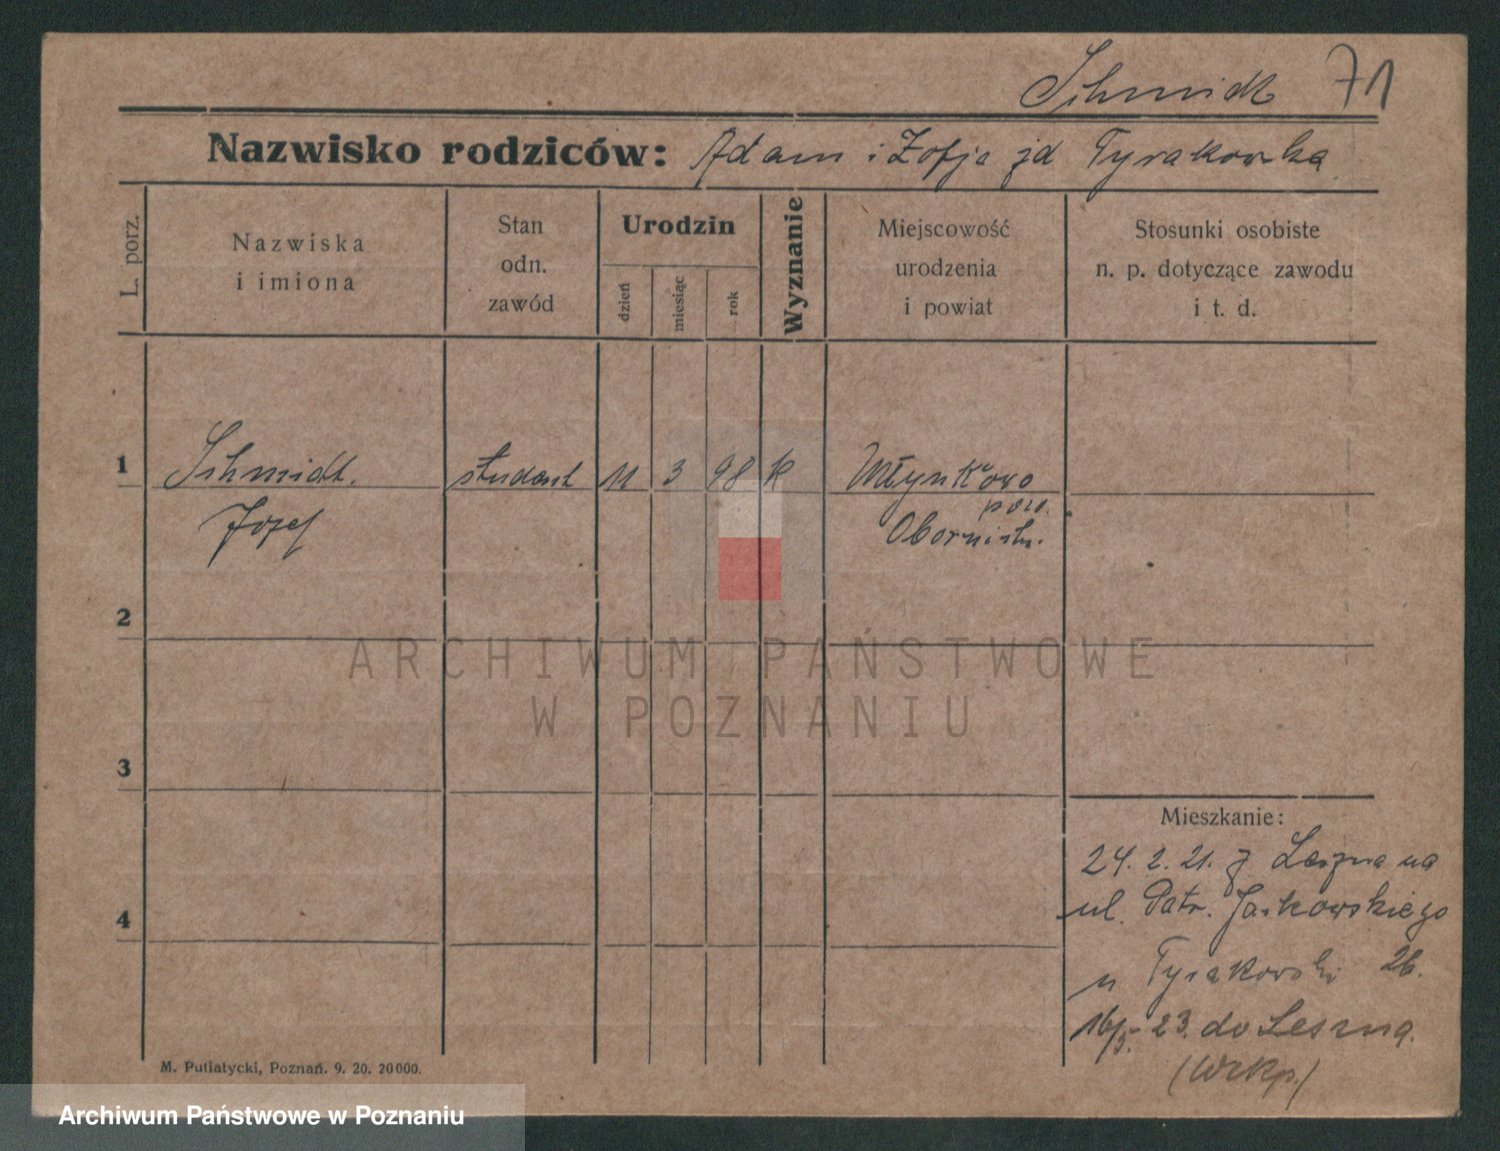 Schmidt 71
Nazwisko rodziców: Adam i Zofja zd Tyrakowska
L. porz.
Nazwiska
i imiona
Stan
odn.
zawód
Urodzin
dzień
miesiąc
rok
Wyznanie
Miejscowość
urodzenia
i powiat
Stosunki osobiste
n. p. dotyczące zawodu
i t. d.
1 Schmidt. student 11 3 98 k Młynkowo
pow.
Józef Obornicki.
2
ARCHIWUM PAŃSTWOWE
W POZNANIU
3
Mieszkanie:
24. 2. 21. z Leszna na
ul. Patr. Jackowskiego
4
u Tyrakowski 26.
16/5.- 23. do Leszna.
(Wlkp.)
M. Putiatycki, Poznań. 9. 20. 20000.
Archiwum Państwowe w Poznaniu